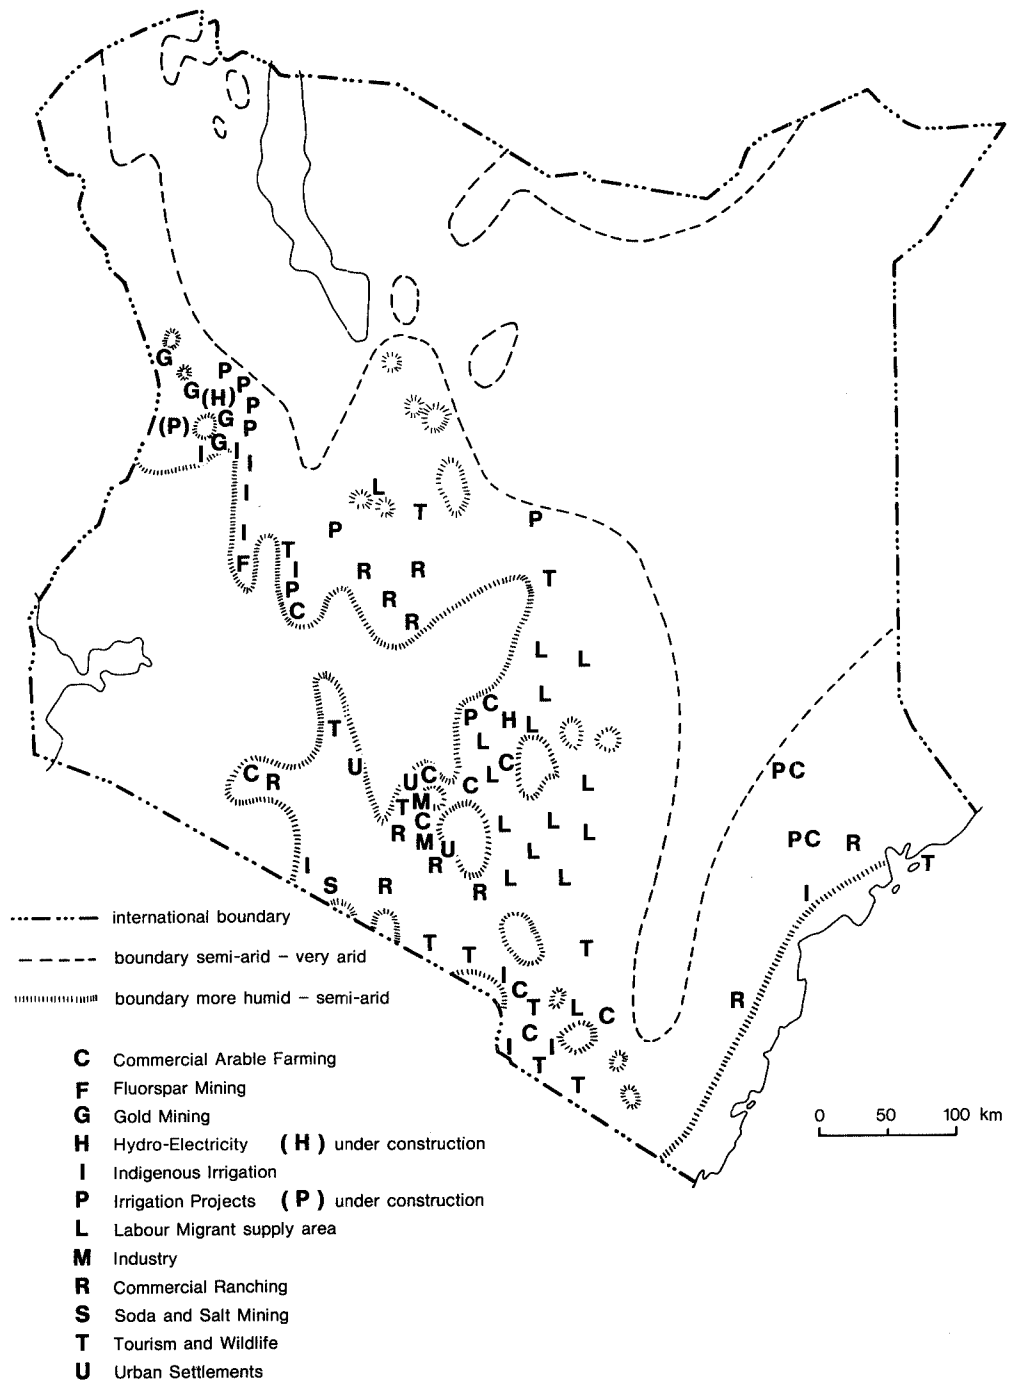 G
P
P
G (H)
P
(P)
G
P
G
I
I
I
L
I
T
P
P
I
T
F
I
R
R
T
P
R
C
R
L
L
L
C
P
H
L
T
L
C
U
C
R
L
PC
U
C
C
L
M
T
C
L
L
R
L
M
PC
R
U
L
R
T
I
L
L
S
R
R
I
T
T
T
I
C
R
T
L
C
C
I
I
T
T
international boundary
boundary semi-arid – very arid
boundary more humid – semi-arid
C Commercial Arable Farming
F Fluorspar Mining
G Gold Mining
H Hydro-Electricity (H) under construction
I Indigenous Irrigation
P Irrigation Projects (P) under construction
L Labour Migrant supply area
M Industry
R Commercial Ranching
S Soda and Salt Mining
T Tourism and Wildlife
U Urban Settlements
0 50 100 km